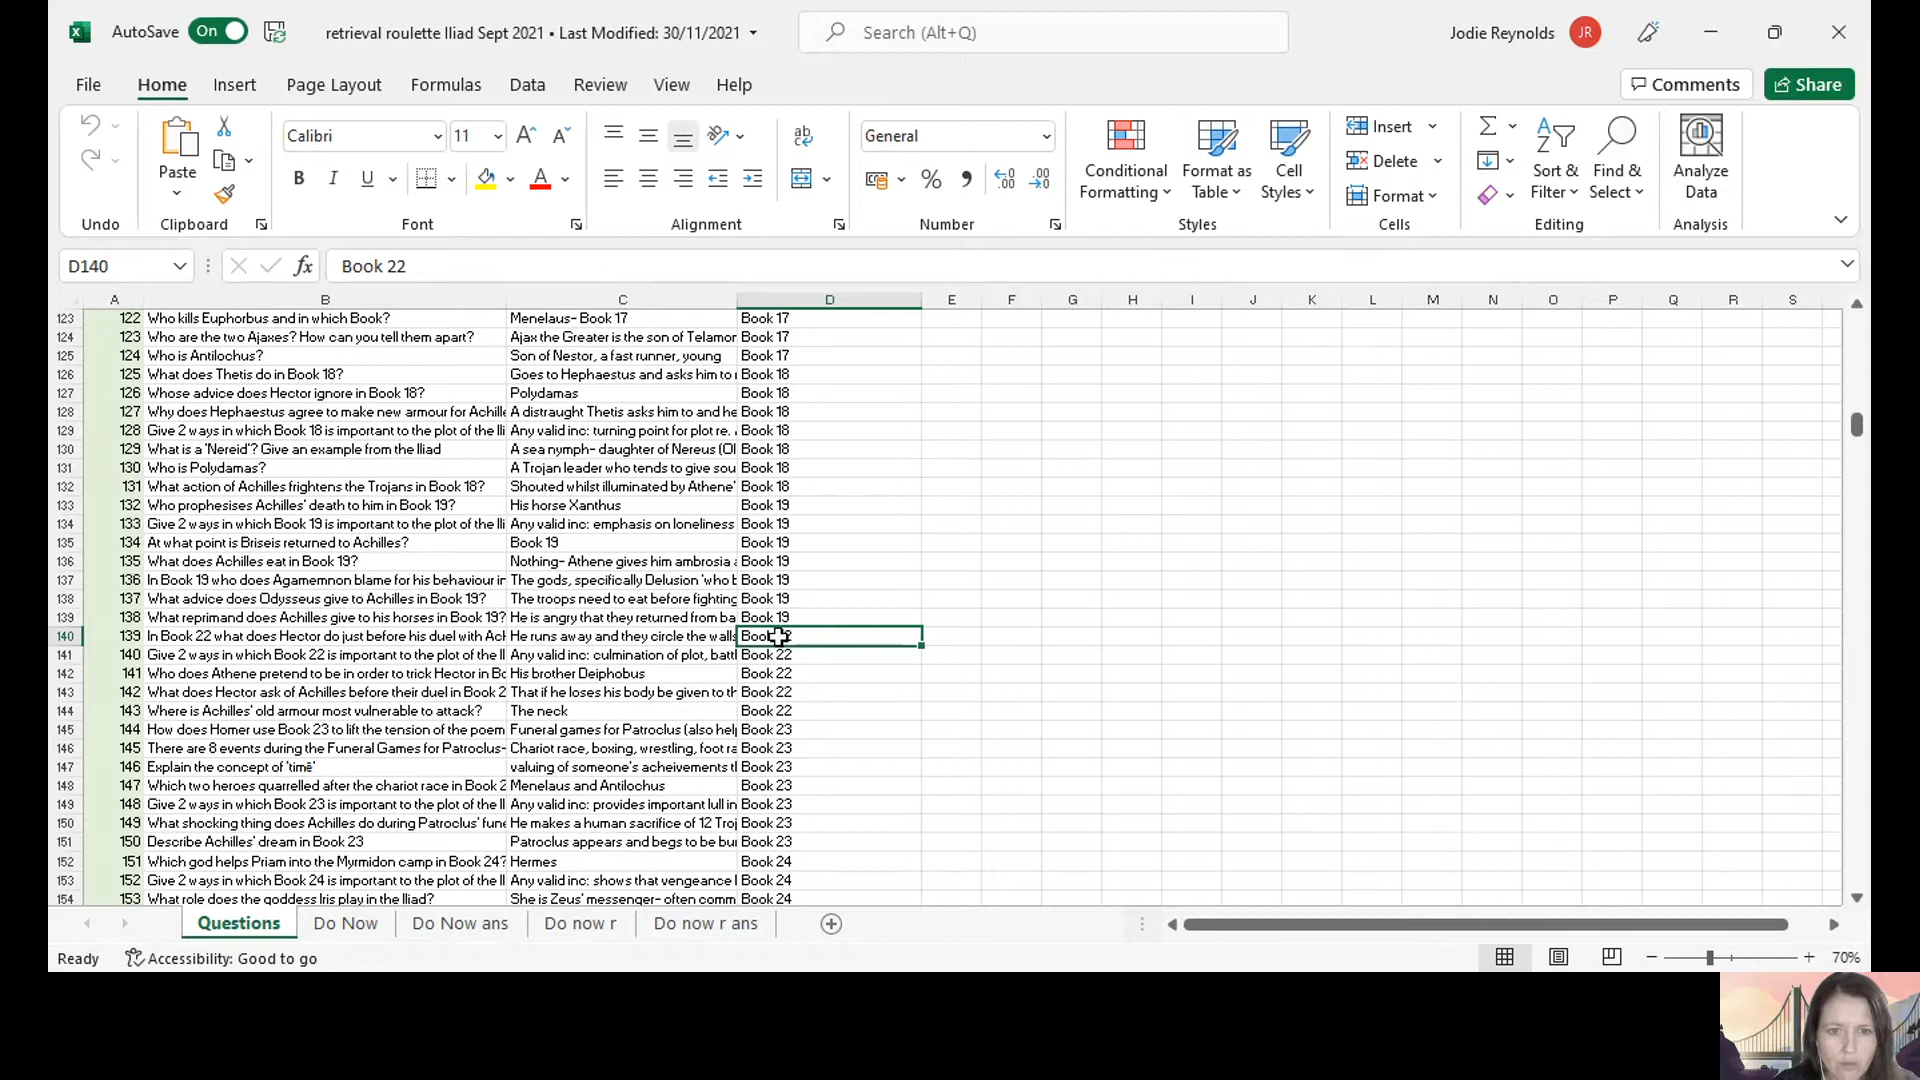 AutoSave On retrieval roulette Iliad Sept 2021 • Last Modified: 30/11/2021 Search (Alt+Q) Jodie Reynolds JR
File Home Insert Page Layout Formulas Data Review View Help Comments Share
Paste Calibri 11 General Conditional Formatting Format as Table Cell Styles Insert Delete Format Sort & Filter Find & Select Analyze Data
Undo Clipboard Font Alignment Number Styles Cells Editing Analysis
D140 fx Book 22
A B C D E F G H I J K L M N O P Q R S
123 122 Who kills Euphorbus and in which Book? Menelaus- Book 17 Book 17
124 123 Who are the two Ajaxes? How can you tell them apart? Ajax the Greater is the son of Telamor Book 17
125 124 Who is Antilochus? Son of Nestor, a fast runner, young Book 17
126 125 What does Thetis do in Book 18? Goes to Hephaestus and asks him to Book 18
127 126 Whose advice does Hector ignore in Book 18? Polydamas Book 18
128 127 Why does Hephaestus agree to make new armour for Achille A distraught Thetis asks him to and he Book 18
129 128 Give 2 ways in which Book 18 is important to the plot of the Ili Any valid inc: turning point for plot re. Book 18
130 129 What is a 'Nereid'? Give an example from the Iliad A sea nymph- daughter of Nereus (Ol Book 18
131 130 Who is Polydamas? A Trojan leader who tends to give sou Book 18
132 131 What action of Achilles frightens the Trojans in Book 18? Shouted whilst illuminated by Athene' Book 18
133 132 Who prophesises Achilles' death to him in Book 19? His horse Xanthus Book 19
134 133 Give 2 ways in which Book 19 is important to the plot of the Ili Any valid inc: emphasis on loneliness Book 19
135 134 At what point is Briseis returned to Achilles? Book 19 Book 19
136 135 What does Achilles eat in Book 19? Nothing- Athene gives him ambrosia Book 19
137 136 In Book 19 who does Agamemnon blame for his behaviour in The gods, specifically Delusion 'who b Book 19
138 137 What advice does Odysseus give to Achilles in Book 19? The troops need to eat before fighting Book 19
139 138 What reprimand does Achilles give to his horses in Book 19? He is angry that they returned from ba Book 19
140 139 In Book 22 what does Hector do just before his duel with Ach He runs away and they circle the walls
141 140 Give 2 ways in which Book 22 is important to the plot of the Il Any valid inc: culmination of plot, battl Book 22
142 141 Who does Athene pretend to be in order to trick Hector in Bo His brother Deiphobus Book 22
143 142 What does Hector ask of Achilles before their duel in Book 2 That if he loses his body be given to th Book 22
144 143 Where is Achilles' old armour most vulnerable to attack? The neck Book 22
145 144 How does Homer use Book 23 to lift the tension of the poem Funeral games for Patroclus (also help Book 23
146 145 There are 8 events during the Funeral Games for Patroclus- Chariot race, boxing, wrestling, foot ra Book 23
147 146 Explain the concept of 'timē' valuing of someone's acheivements th Book 23
148 147 Which two heroes quarrelled after the chariot race in Book 2 Menelaus and Antilochus Book 23
149 148 Give 2 ways in which Book 23 is important to the plot of the Il Any valid inc: provides important lull in Book 23
150 149 What shocking thing does Achilles do during Patroclus' fune He makes a human sacrifice of 12 Troj Book 23
151 150 Describe Achilles' dream in Book 23 Patroclus appears and begs to be bur Book 23
152 151 Which god helps Priam into the Myrmidon camp in Book 24? Hermes Book 24
153 152 Give 2 ways in which Book 24 is important to the plot of the Il Any valid inc: shows that vengeance Book 24
154 153 What role does the goddess Iris play in the Iliad? She is Zeus' messenger- often comm Book 24
Questions Do Now Do Now ans Do now r Do now r ans
Ready Accessibility: Good to go 70%